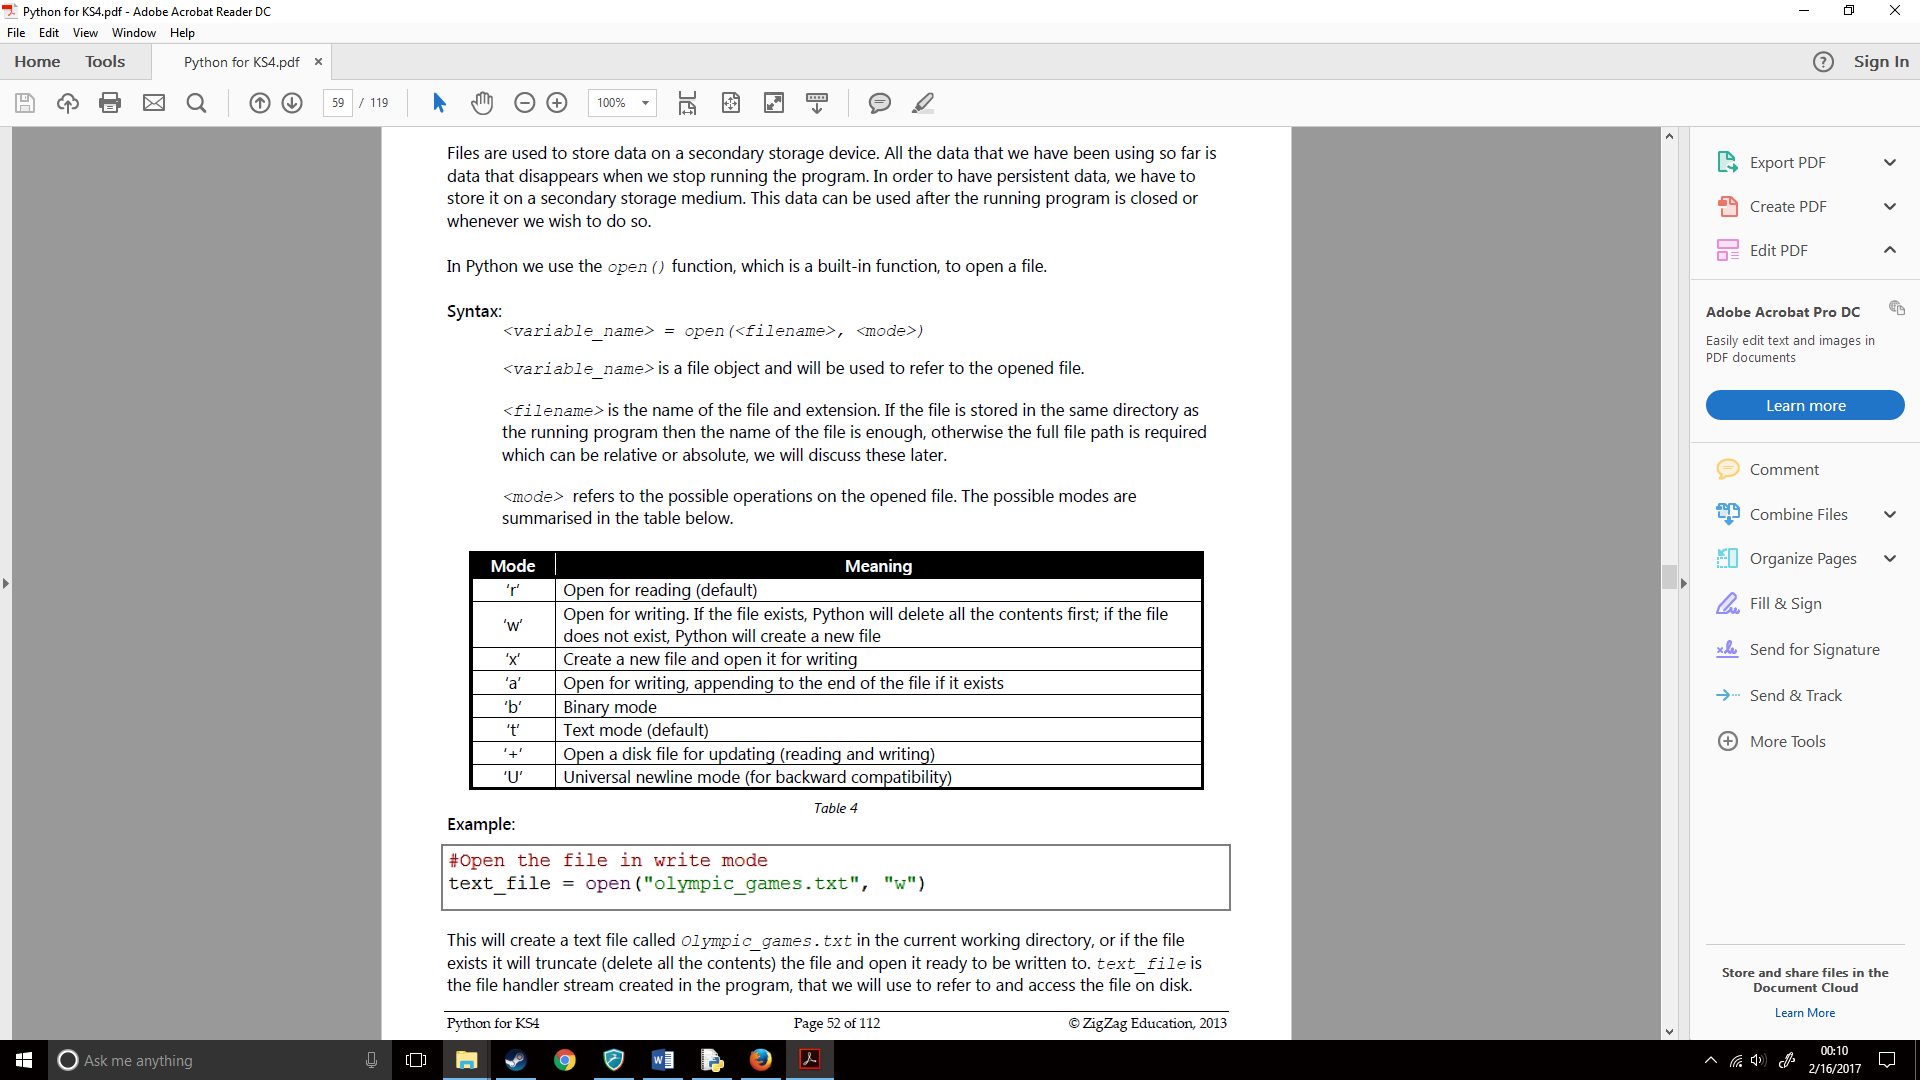 Python for KS4.pdf - Adobe Acrobat Reader DC
File Edit View Window Help
Home Tools Python for KS4.pdf × Sign In
59 / 119 100%
Files are used to store data on a secondary storage device. All the data that we have been using so far is
data that disappears when we stop running the program. In order to have persistent data, we have to
store it on a secondary storage medium. This data can be used after the running program is closed or
whenever we wish to do so.
In Python we use the open() function, which is a built-in function, to open a file.
Syntax:
<variable_name> = open(<filename>, <mode>)
<variable_name> is a file object and will be used to refer to the opened file.
<filename> is the name of the file and extension. If the file is stored in the same directory as
the running program then the name of the file is enough, otherwise the full file path is required
which can be relative or absolute, we will discuss these later.
<mode> refers to the possible operations on the opened file. The possible modes are
summarised in the table below.
Mode Meaning
‘r’ Open for reading (default)
‘w’ Open for writing. If the file exists, Python will delete all the contents first; if the file
does not exist, Python will create a new file
‘x’ Create a new file and open it for writing
‘a’ Open for writing, appending to the end of the file if it exists
‘b’ Binary mode
‘t’ Text mode (default)
‘+’ Open a disk file for updating (reading and writing)
‘U’ Universal newline mode (for backward compatibility)
Table 4
Example:
#Open the file in write mode
text_file = open("olympic_games.txt", "w")
This will create a text file called Olympic_games.txt in the current working directory, or if the file
exists it will truncate (delete all the contents) the file and open it ready to be written to. text_file is
the file handler stream created in the program, that we will use to refer to and access the file on disk.
Python for KS4 Page 52 of 112 © ZigZag Education, 2013
Export PDF
Create PDF
Edit PDF
Adobe Acrobat Pro DC
Easily edit text and images in
PDF documents
Learn more
Comment
Combine Files
Organize Pages
Fill & Sign
Send for Signature
Send & Track
More Tools
Store and share files in the
Document Cloud
Learn More
Ask me anything
00:10
2/16/2017